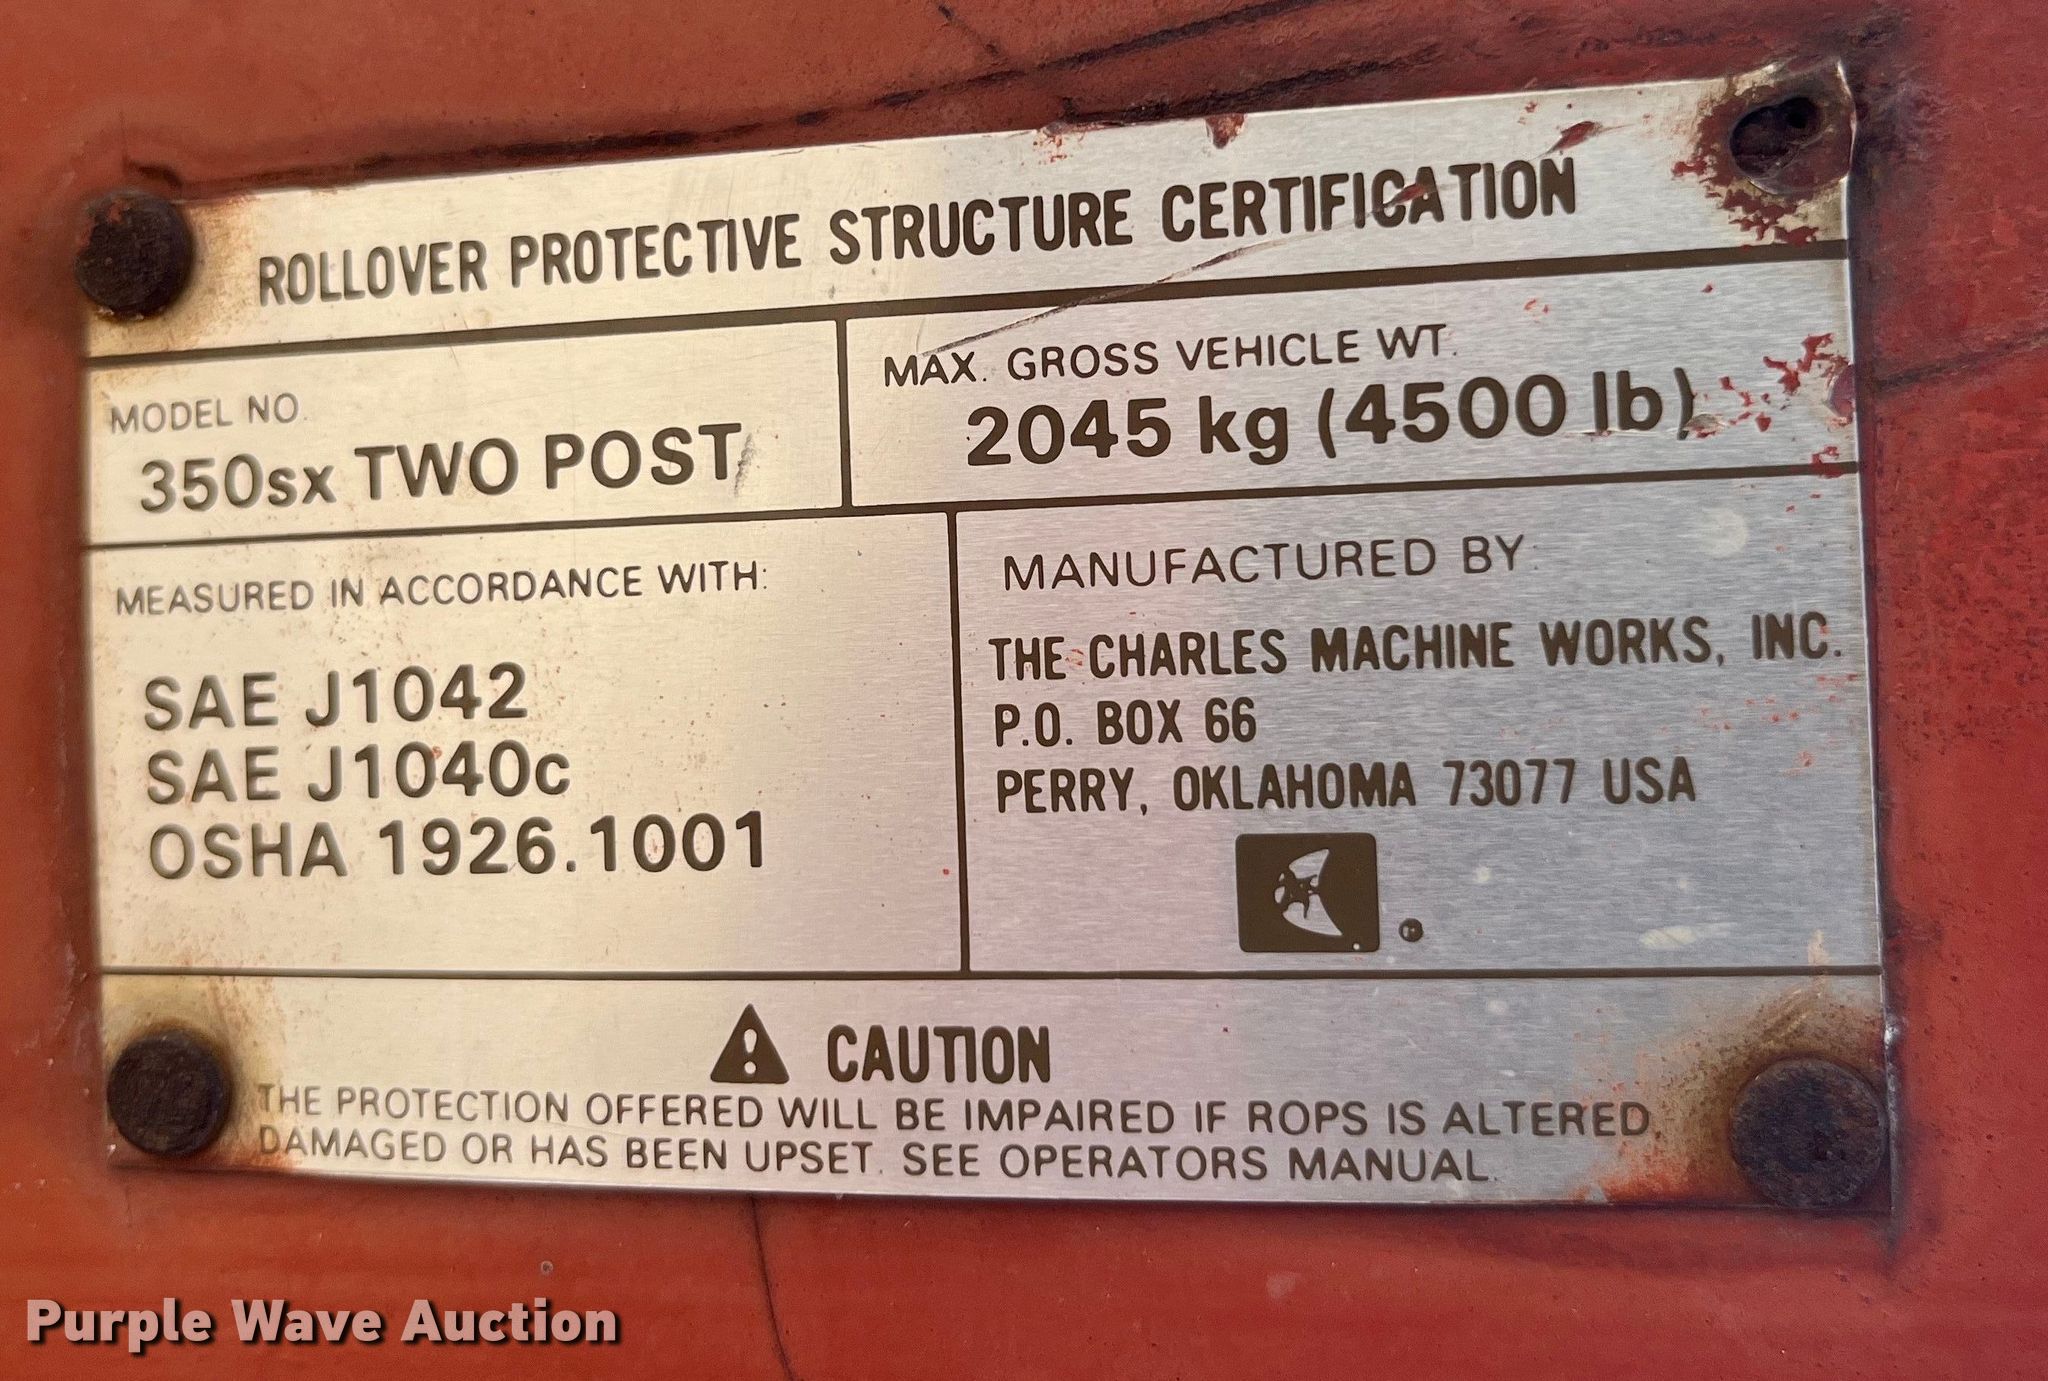 ROLLOVER PROTECTIVE STRUCTURE CERTIFICATION
MODEL NO.
350sx TWO POST
MAX. GROSS VEHICLE WT.
2045 kg (4500 lb)
MEASURED IN ACCORDANCE WITH:
SAE J1042
SAE J1040c
OSHA 1926.1001
MANUFACTURED BY:
THE CHARLES MACHINE WORKS, INC.
P.O. BOX 66
PERRY, OKLAHOMA 73077 USA
®
CAUTION
THE PROTECTION OFFERED WILL BE IMPAIRED IF ROPS IS ALTERED
DAMAGED OR HAS BEEN UPSET. SEE OPERATORS MANUAL.
Purple Wave Auction